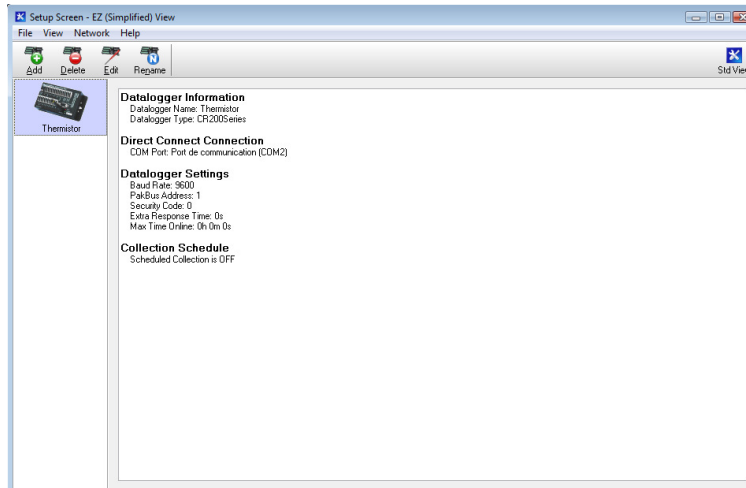 Setup Screen - EZ (Simplified) View
File View Network Help
Add Delete Edit Rename Std View
Thermistor
Datalogger Information
Datalogger Name: Thermistor
Datalogger Type: CR200Series
Direct Connect Connection
COM Port: Port de communication (COM2)
Datalogger Settings
Baud Rate: 9600
PakBus Address: 1
Security Code: 0
Extra Response Time: 0s
Max Time Online: 0h 0m 0s
Collection Schedule
Scheduled Collection is OFF